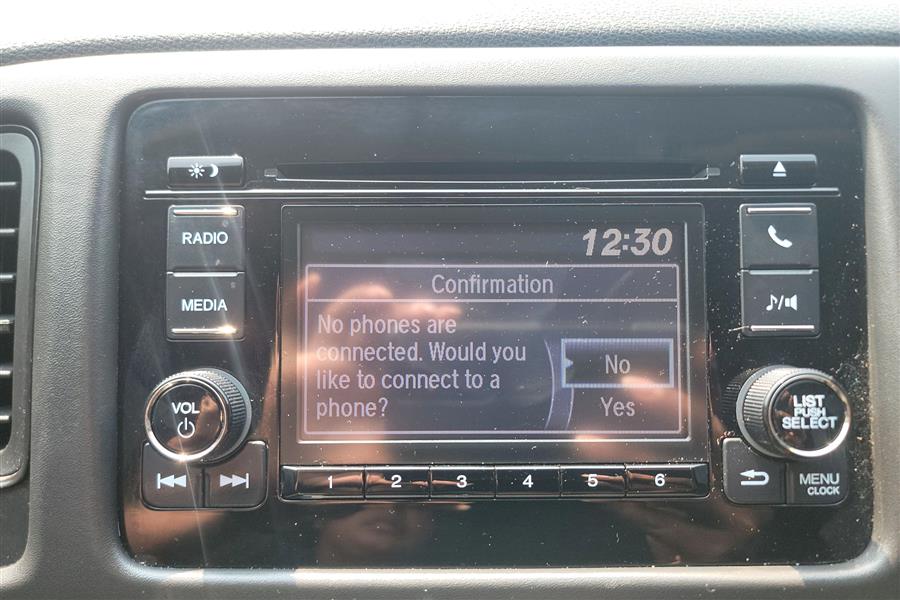 RADIO
MEDIA
VOL
12:30
Confirmation
No phones are
connected. Would you
like to connect to a
phone?
No
Yes
1 2 3 4 5 6
LIST
PUSH
SELECT
MENU
CLOCK